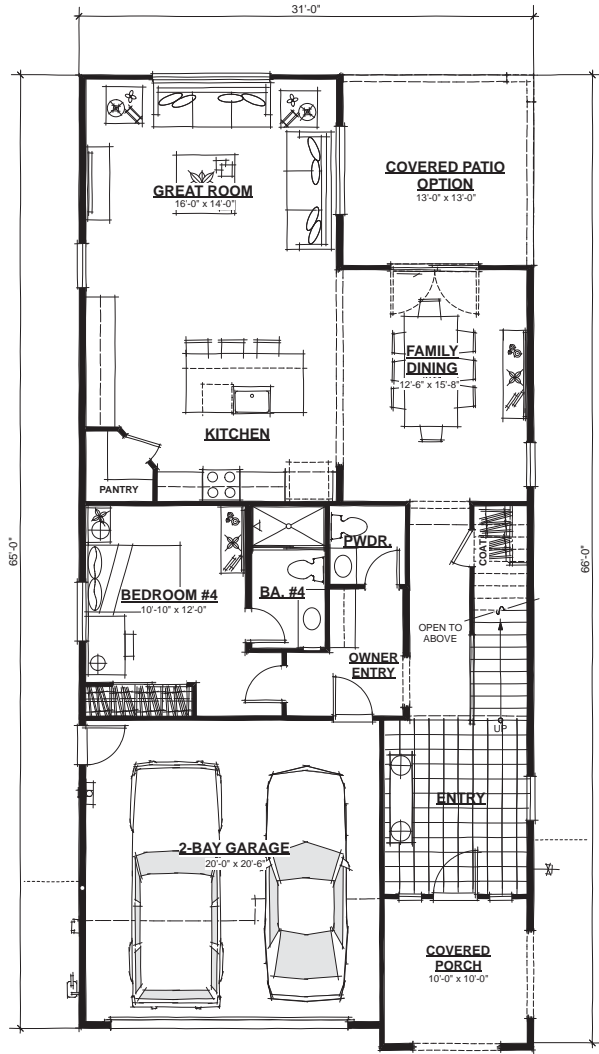 31'-0"
COVERED PATIO
OPTION
13'-0" x 13'-0"
GREAT ROOM
16'-0" x 14'-0"
FAMILY
DINING
12'-6" x 15'-8"
KITCHEN
PANTRY
65'-0"
66'-0"
PWDR.
COAT
BEDROOM #4
10'-10" x 12'-0"
BA. #4
OPEN TO
ABOVE
OWNER
ENTRY
UP
ENTRY
2-BAY GARAGE
20'-0" x 20'-6"
COVERED
PORCH
10'-0" x 10'-0"